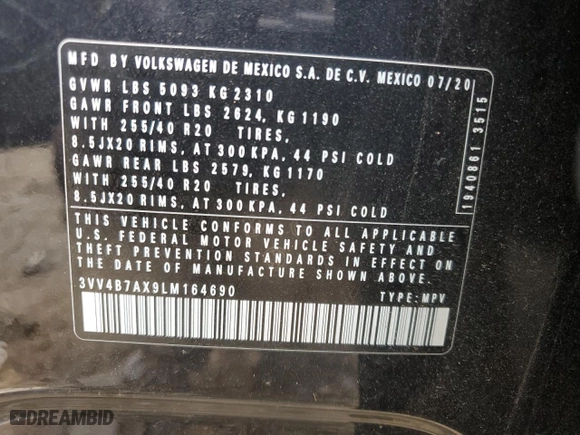 MFD BY VOLKSWAGEN DE MEXICO S.A. DE C.V. MEXICO 07/20
GVWR LBS 5093 KG 2310
GAWR FRONT LBS 2624, KG 1190
WITH 255/40 R20 TIRES,
8.5JX20 RIMS, AT 300 KPA, 44 PSI COLD
GAWR REAR LBS 2579, KG 1170
WITH 255/40 R20 TIRES,
8.5JX20 RIMS, AT 300 KPA, 44 PSI COLD
1940861 3515
THIS VEHICLE CONFORMS TO ALL APPLICABLE
U.S. FEDERAL MOTOR VEHICLE SAFETY AND
THEFT PREVENTION STANDARDS IN EFFECT ON
THE DATE OF MANUFACTURE SHOWN ABOVE
3VV4B7AX9LM164690
TYPE: MPV
DREAMBID